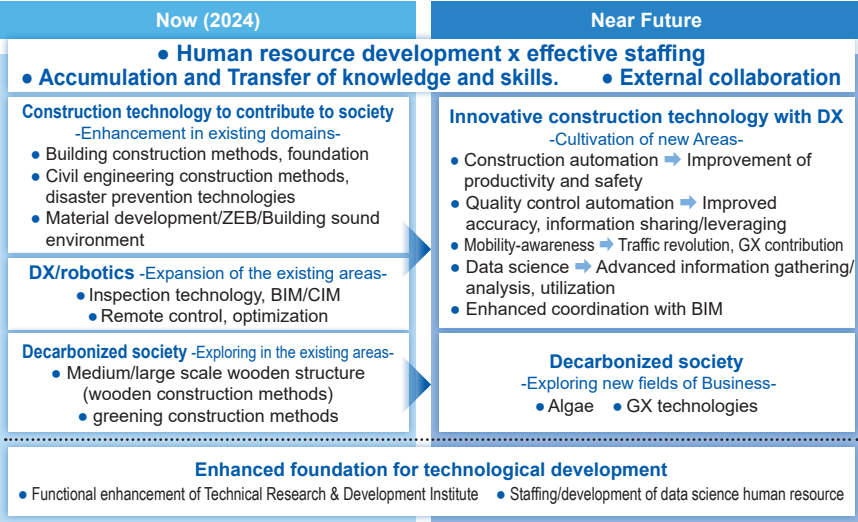 Now (2024)
Near Future
● Human resource development x effective staffing
● Accumulation and Transfer of knowledge and skills. ● External collaboration
Construction technology to contribute to society
-Enhancement in existing domains-
● Building construction methods, foundation
● Civil engineering construction methods,
disaster prevention technologies
● Material development/ZEB/Building sound
environment
DX/robotics -Expansion of the existing areas-
● Inspection technology, BIM/CIM
● Remote control, optimization
Decarbonized society -Exploring in the existing areas-
● Medium/large scale wooden structure
(wooden construction methods)
● greening construction methods
Innovative construction technology with DX
-Cultivation of new Areas-
● Construction automation ➡ Improvement of
productivity and safety
● Quality control automation ➡ Improved
accuracy, information sharing/leveraging
● Mobility-awareness ➡ Traffic revolution, GX contribution
● Data science ➡ Advanced information gathering/
analysis, utilization
● Enhanced coordination with BIM
Decarbonized society
-Exploring new fields of Business-
● Algae ● GX technologies
Enhanced foundation for technological development
● Functional enhancement of Technical Research & Development Institute ● Staffing/development of data science human resource